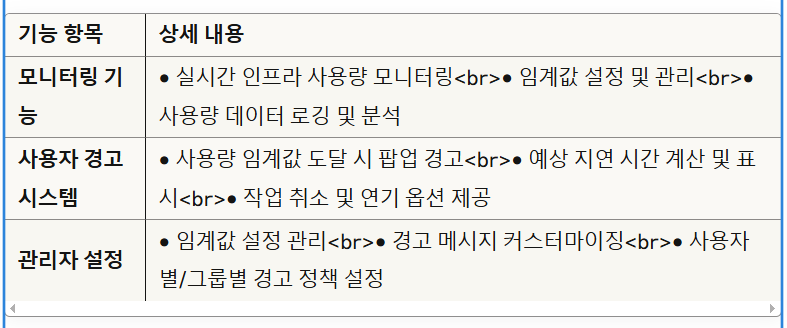 기능 항목 상세 내용
모니터링 기능
● 실시간 인프라 사용량 모니터링<br>● 임계값 설정 및 관리<br>●
사용량 데이터 로깅 및 분석
사용자 경고
시스템
● 사용량 임계값 도달 시 팝업 경고<br>● 예상 지연 시간 계산 및 표
시<br>● 작업 취소 및 연기 옵션 제공
관리자 설정
● 임계값 설정 관리<br>● 경고 메시지 커스터마이징<br>● 사용자
별/그룹별 경고 정책 설정